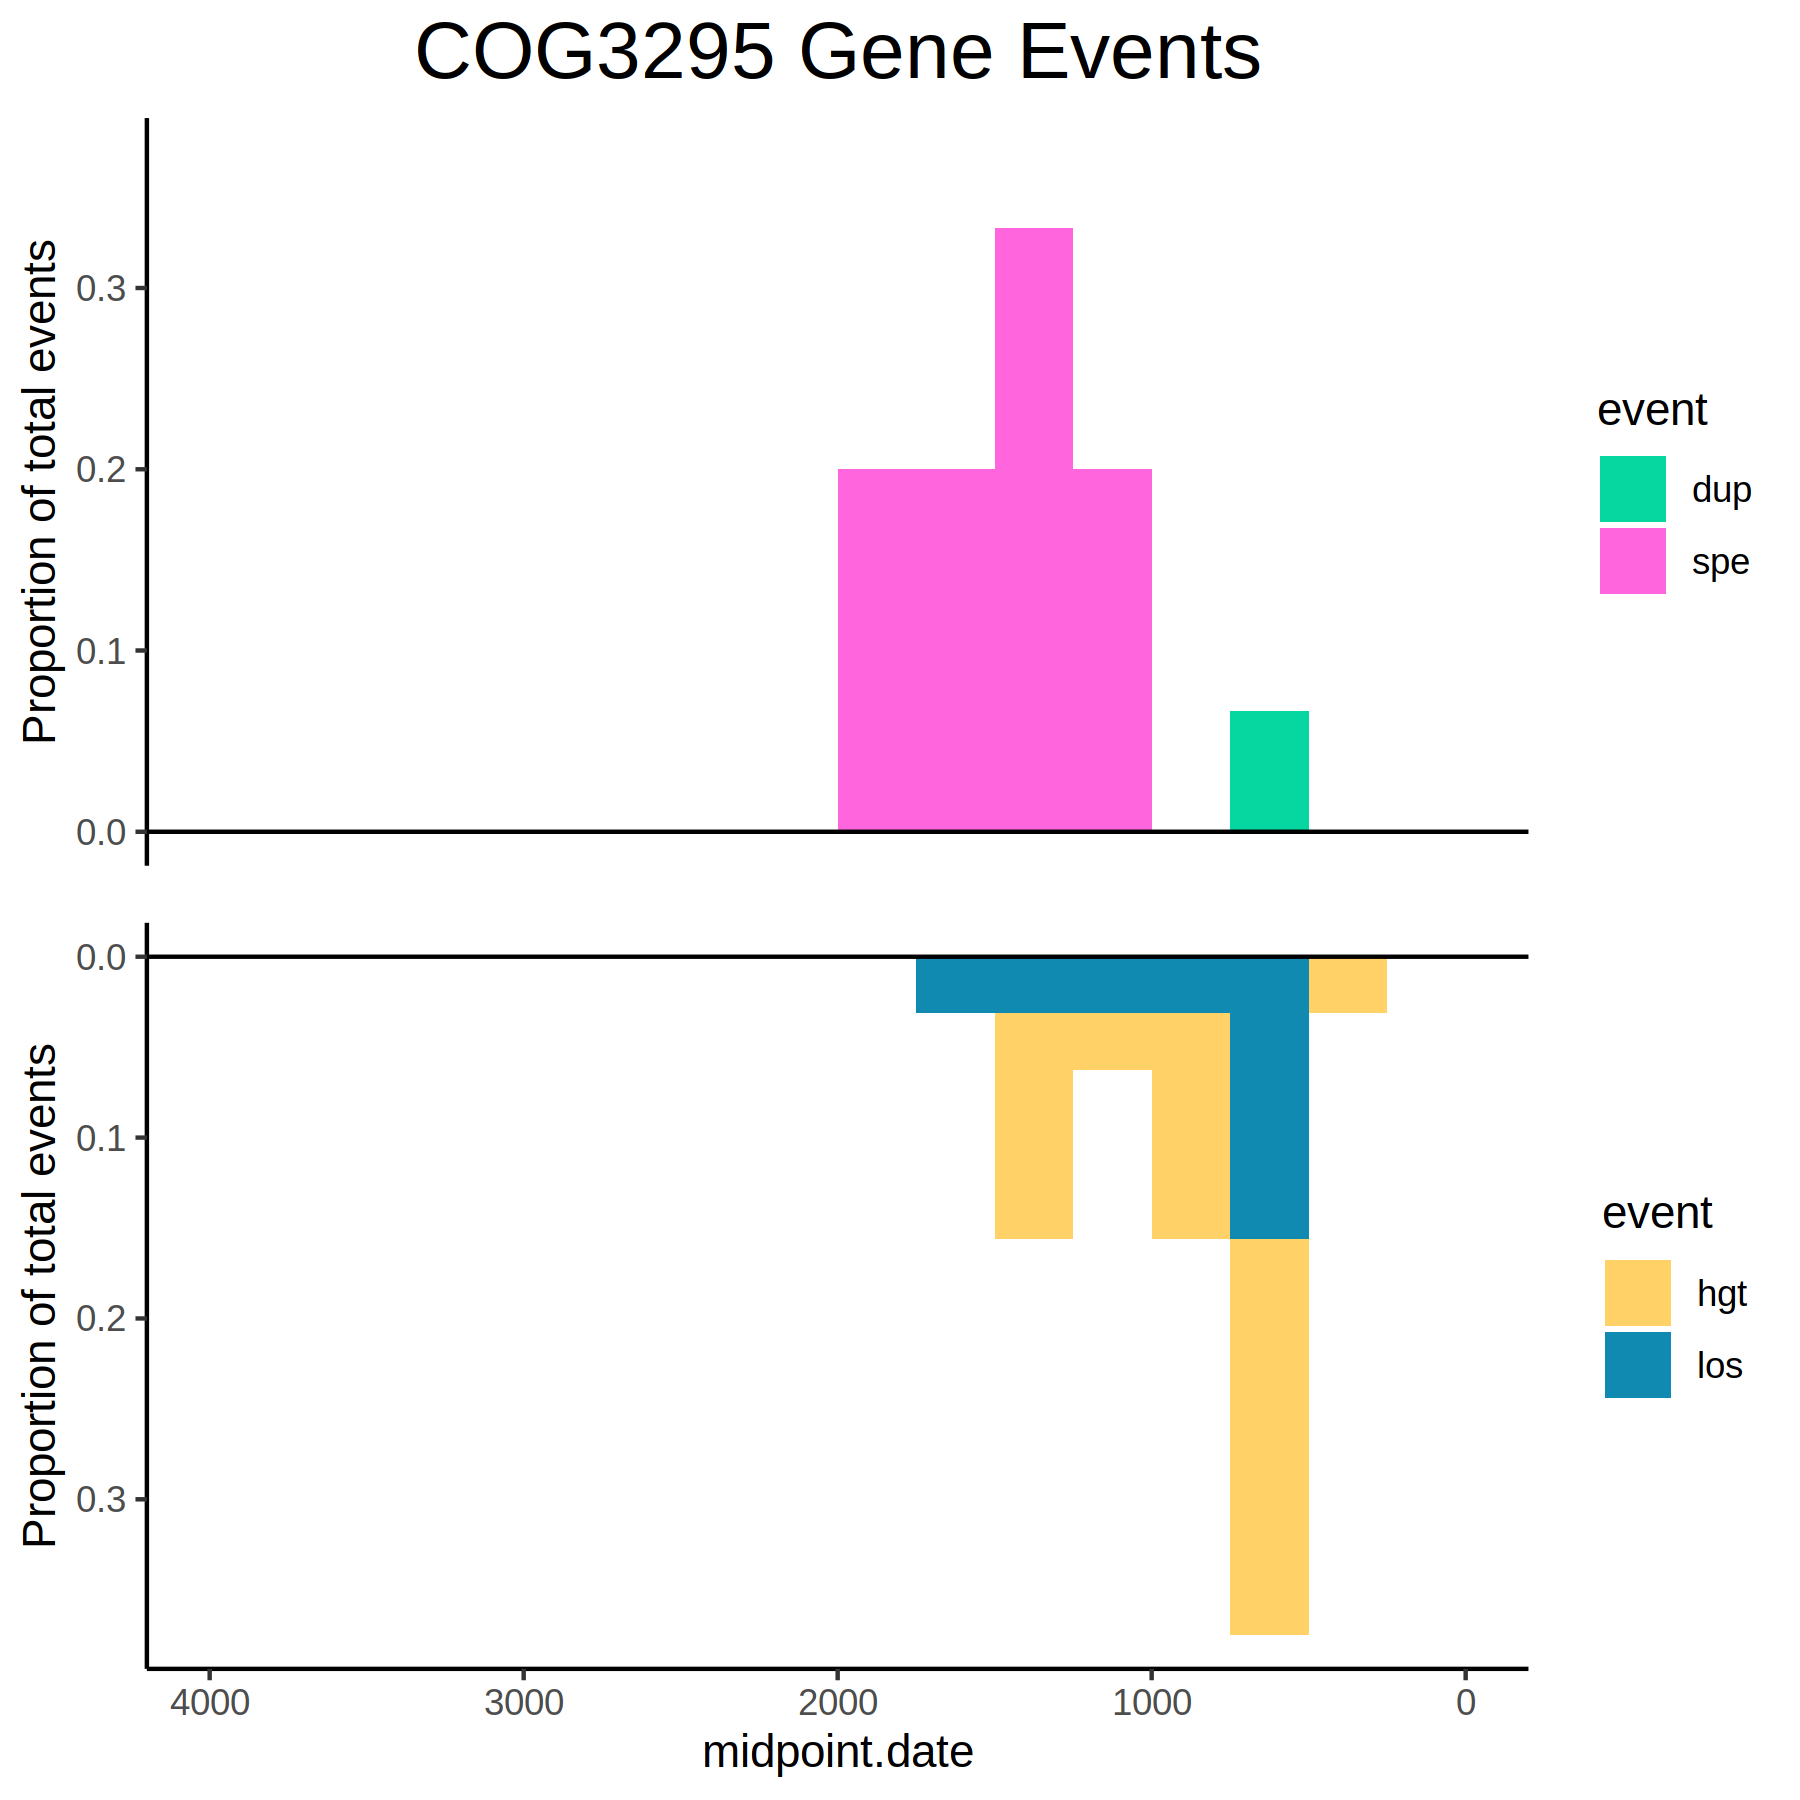 COG3295 Gene Events
Proportion of total events
0.3
0.2
0.1
0.0
event
dup
spe
Proportion of total events
0.0
0.1
0.2
0.3
event
hgt
los
4000 3000 2000 1000 0
midpoint.date